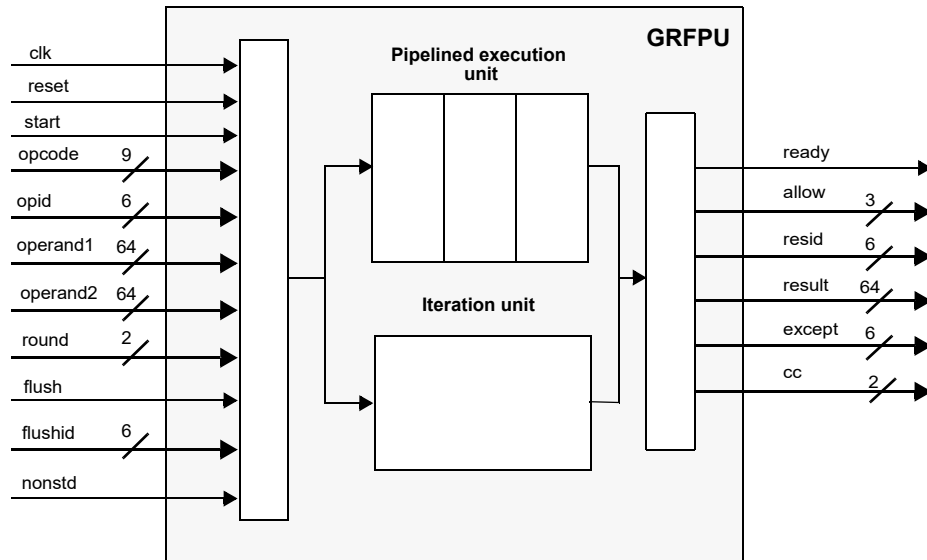 GRFPU
Pipelined execution
unit
Iteration unit
clk
reset
start
opcode 9
opid 6
operand1 64
operand2 64
round 2
flush
flushid 6
nonstd
ready
allow 3
resid 6
result 64
except 6
cc 2